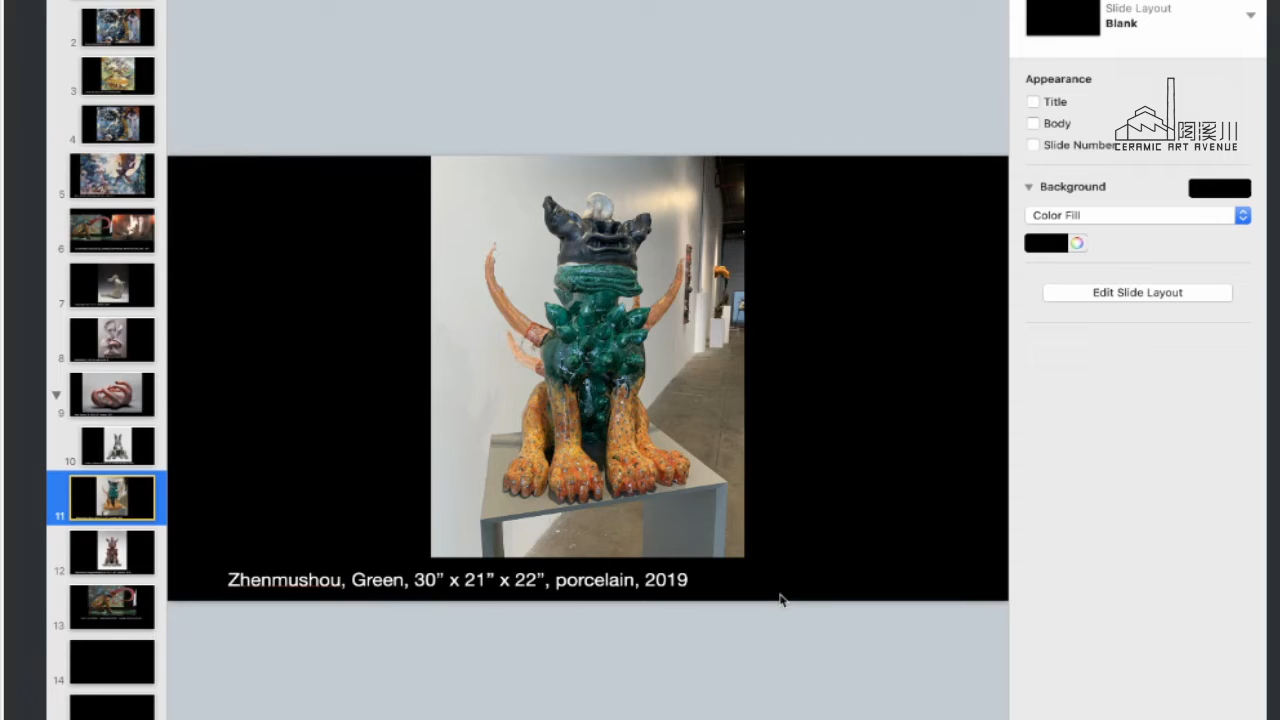 2
3
4
5
6
7
8
9
10
11
12
13
14
Zhenmushou, Green, 30” x 21” x 22”, porcelain, 2019
Slide Layout
Blank
Appearance
Title
Body
Slide Number
陶溪川
CERAMIC ART AVENUE
Background
Color Fill
Edit Slide Layout